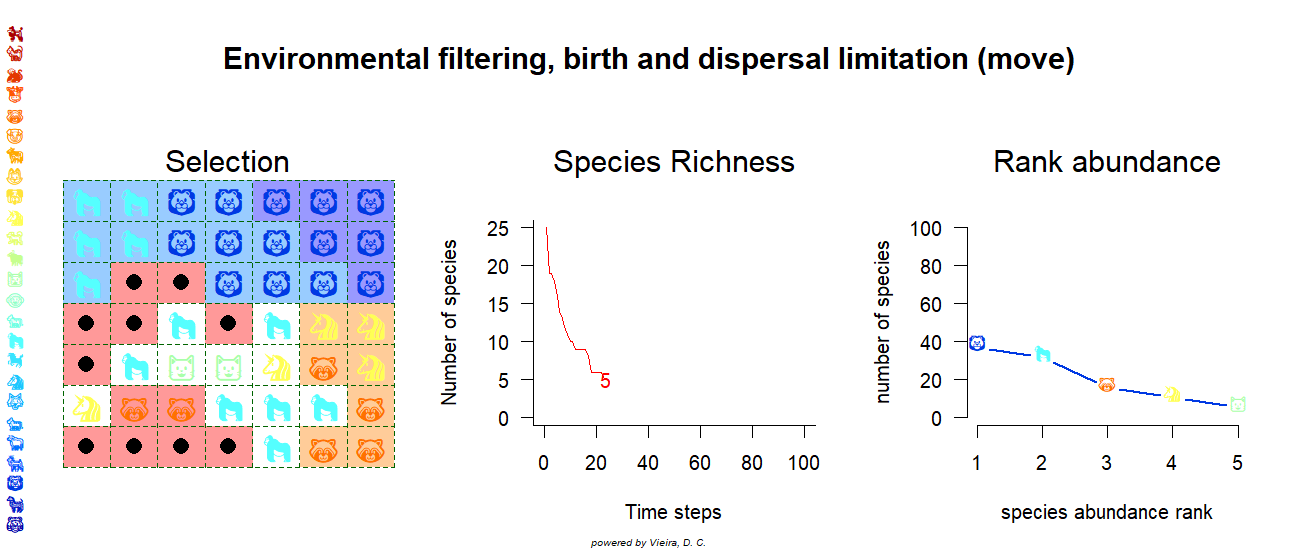 Environmental filtering, birth and dispersal limitation (move)
Selection
Species Richness
Number of species
25
20
15
10
5
0
5
0 20 40 60 80 100
Time steps
Rank abundance
number of species
100
80
60
40
20
0
1 2 3 4 5
species abundance rank
powered by Vieira, D. C.